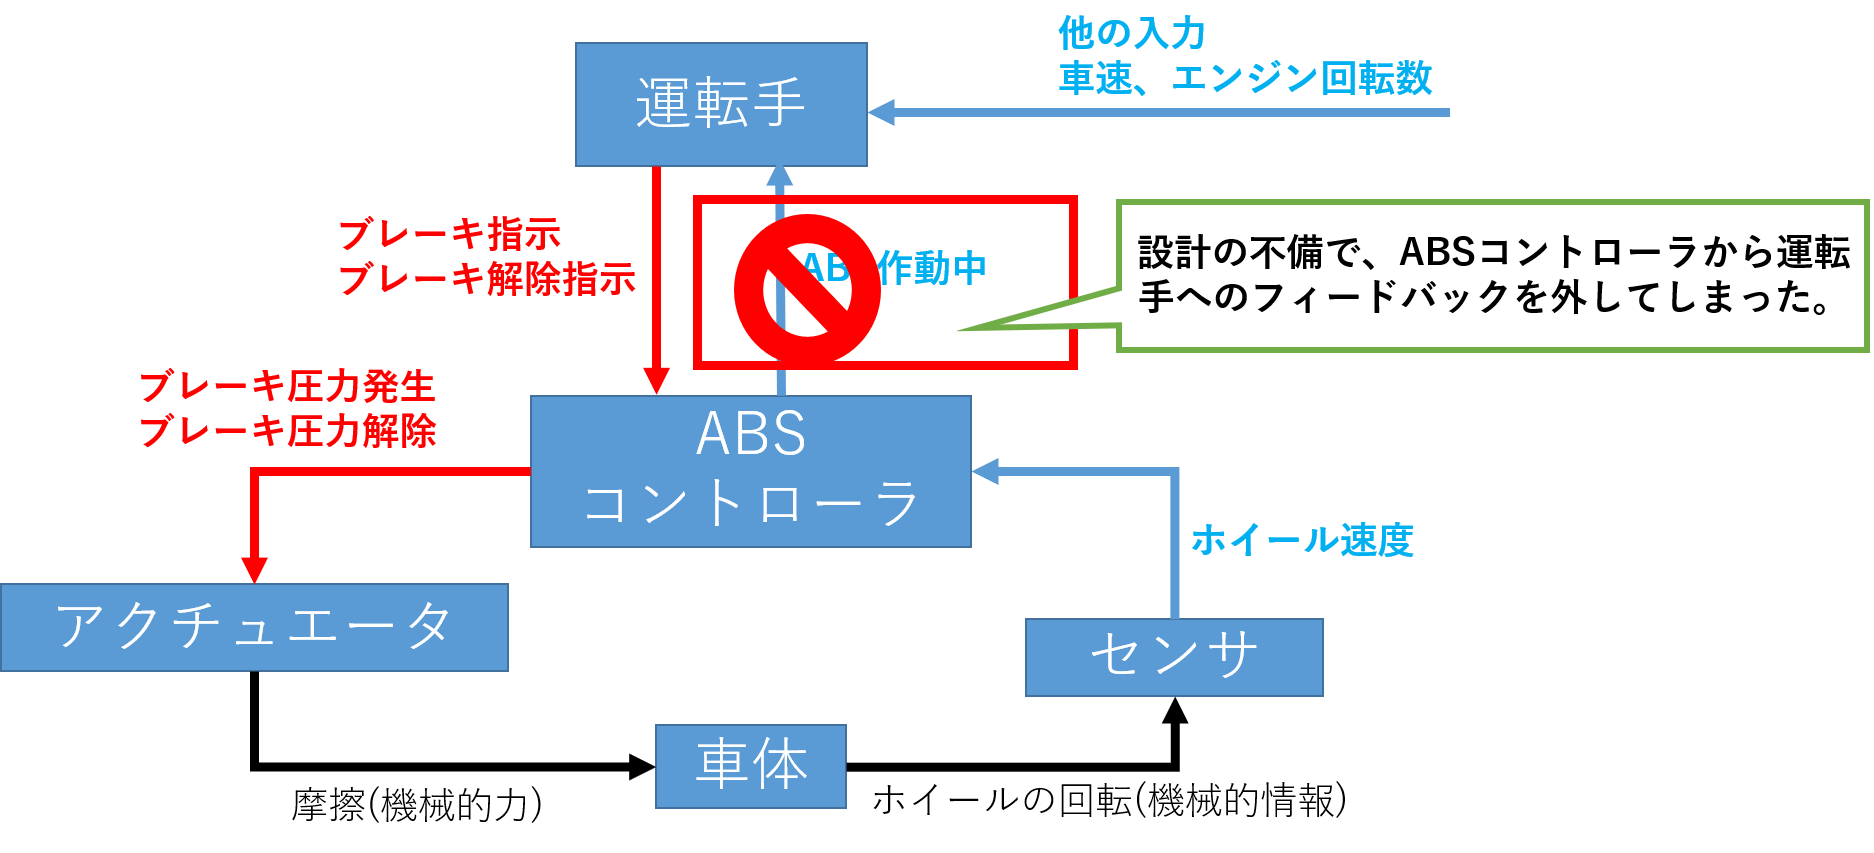 他の入力
車速、エンジン回転数
運転手
ブレーキ指示
ブレーキ解除指示
作動中
設計の不備で、ABSコントローラから運転
手へのフィードバックを外してしまった。
ブレーキ圧力発生
ブレーキ圧力解除
ABS
コントローラ
ホイール速度
アクチュエータ
センサ
車体
摩擦(機械的力)
ホイールの回転(機械的情報)